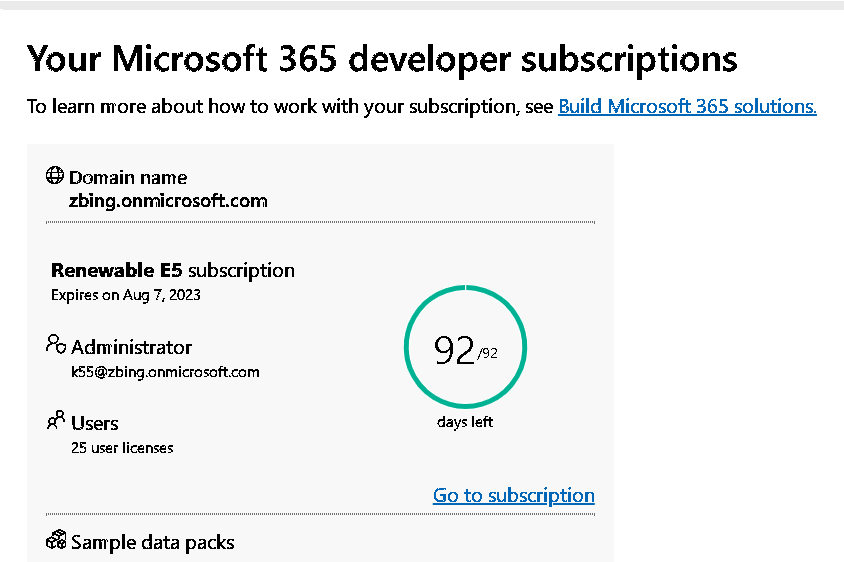 Your Microsoft 365 developer subscriptions
To learn more about how to work with your subscription, see Build Microsoft 365 solutions.
Domain name
zbing.onmicrosoft.com
Renewable E5 subscription
Expires on Aug 7, 2023
Administrator
k55@zbing.onmicrosoft.com
Users
25 user licenses
92/92
days left
Go to subscription
Sample data packs